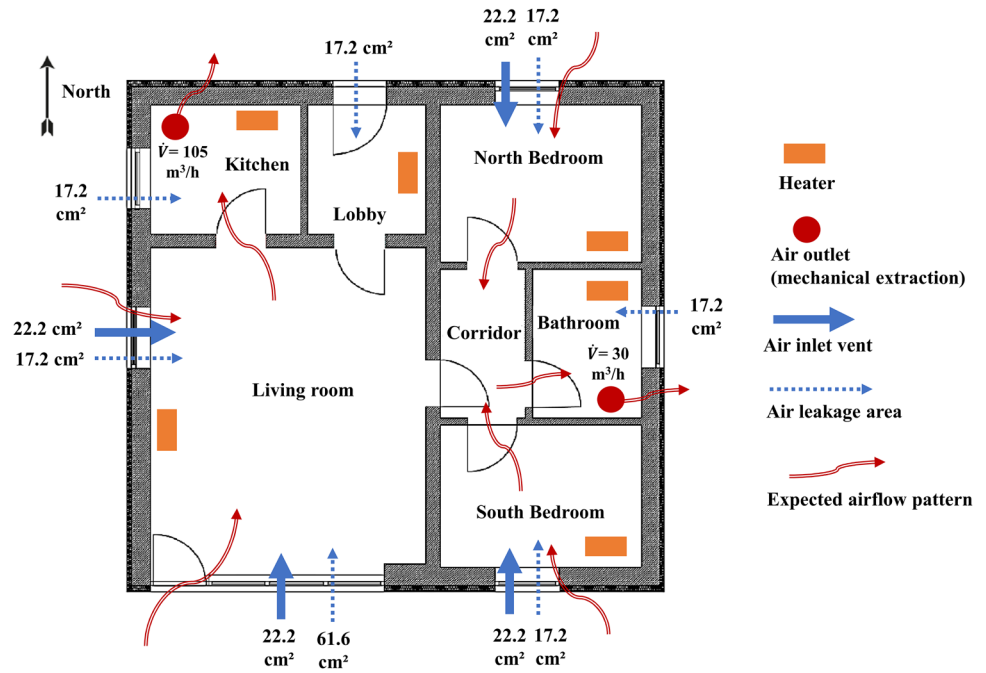 North
17.2 cm²
22.2
cm²
17.2
cm²
V̇= 105
m³/h
Kitchen
Lobby
North Bedroom
17.2
cm²
22.2 cm²
17.2 cm²
Living room
Corridor
Bathroom
V̇= 30
m³/h
17.2
cm²
South Bedroom
22.2
cm²
61.6
cm²
22.2
cm²
17.2
cm²
Heater
Air outlet
(mechanical extraction)
Air inlet vent
Air leakage area
Expected airflow pattern